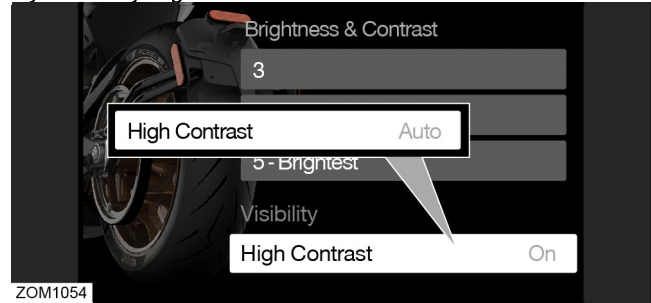 Brightness & Contrast
3
High Contrast Auto
5 - Brightest
Visibility
High Contrast On
ZOM1054